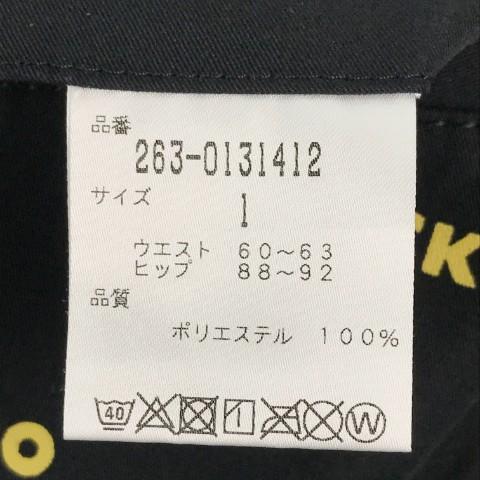 品番
263-0131412
サイズ
1
ウエスト 60～63
ヒップ 88～92
品質
ポリエステル 100%
40 W
K
O